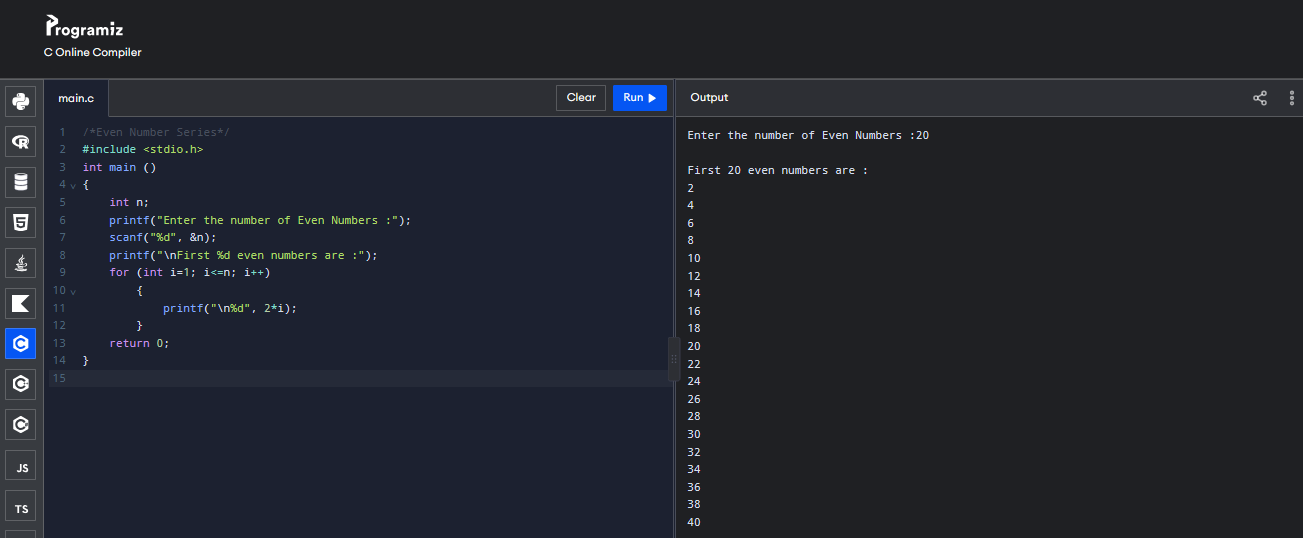 Programiz
C Online Compiler
main.c
Clear
Run
Output
1 /*Even Number Series*/
2 #include <stdio.h>
3 int main ()
4 {
5 int n;
6 printf("Enter the number of Even Numbers :");
7 scanf("%d", &n);
8 printf("\nFirst %d even numbers are :");
9 for (int i=1; i<=n; i++)
10 {
11 printf("\n%d", 2*i);
12 }
13 return 0;
14 }
15
JS
TS
Enter the number of Even Numbers :20
First 20 even numbers are :
2
4
6
8
10
12
14
16
18
20
22
24
26
28
30
32
34
36
38
40